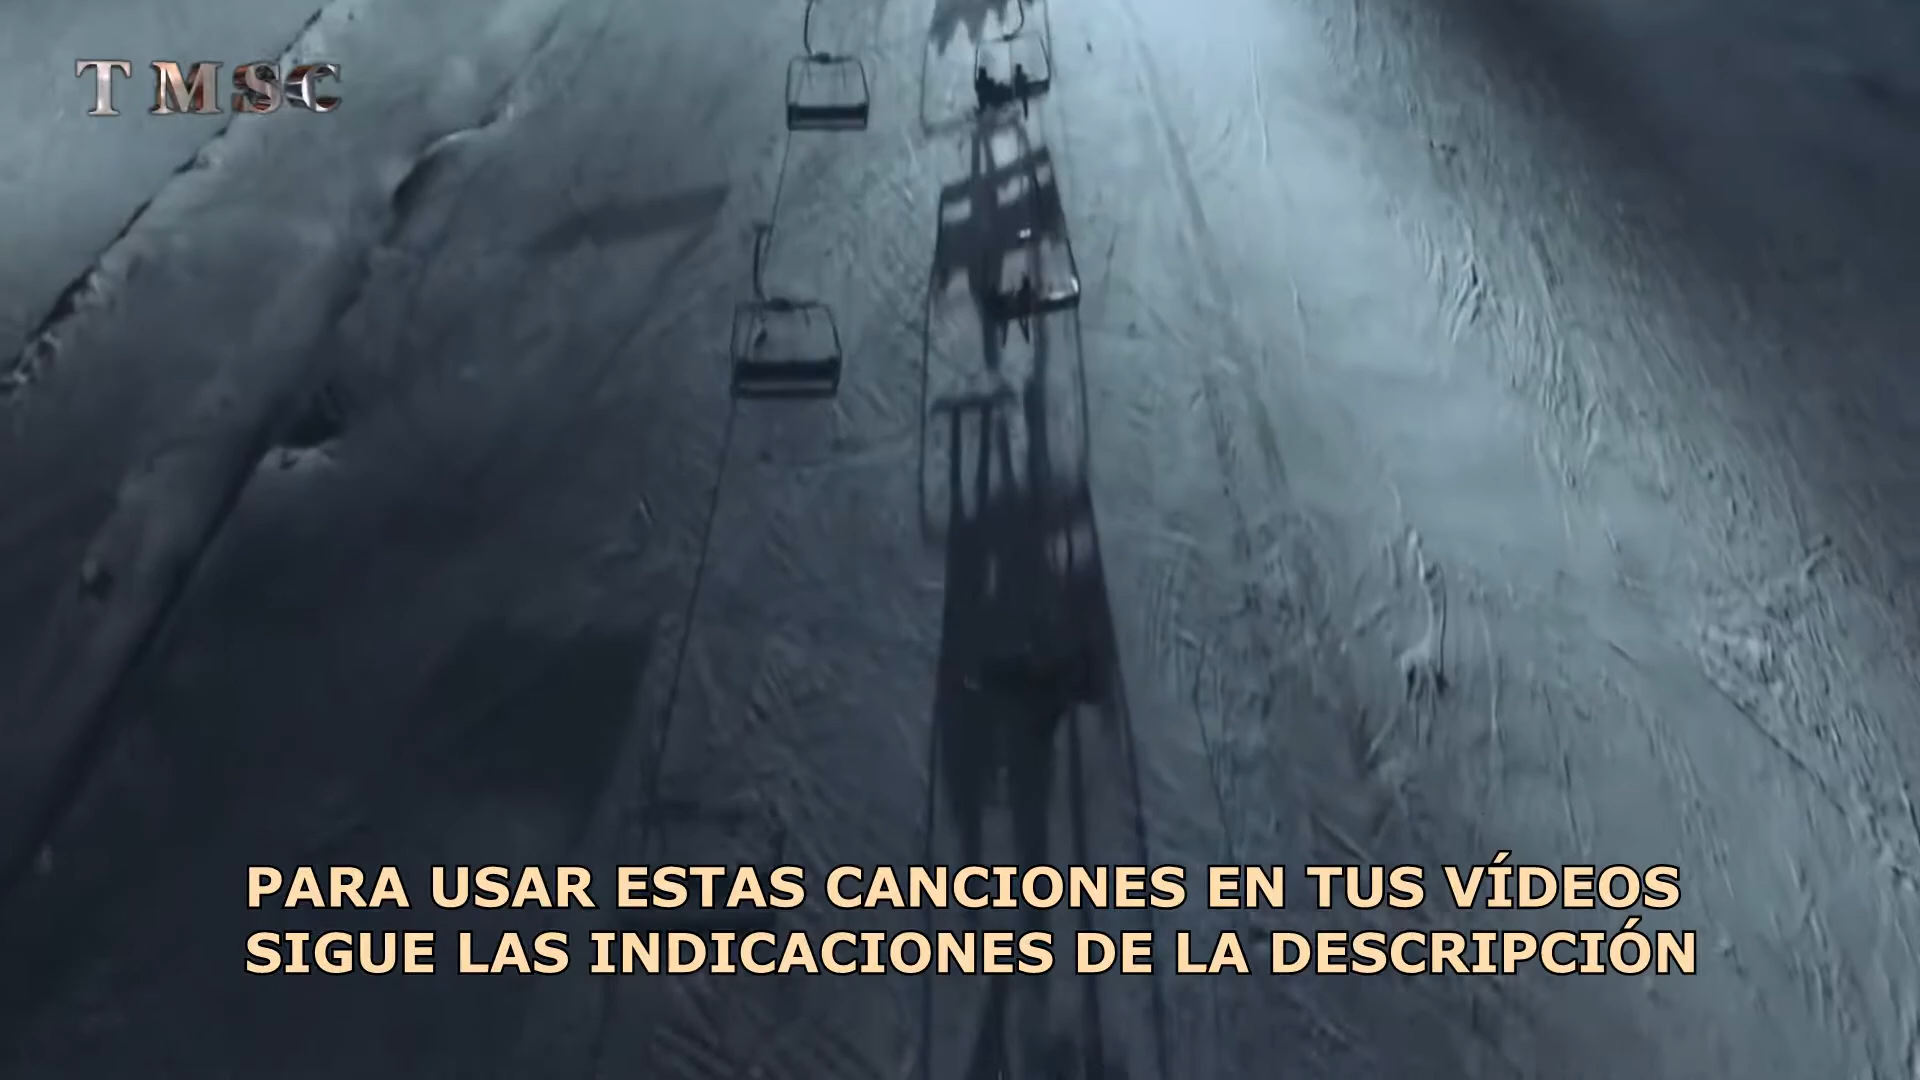 TMSC
PARA USAR ESTAS CANCIONES EN TUS VÍDEOS
SIGUE LAS INDICACIONES DE LA DESCRIPCIÓN